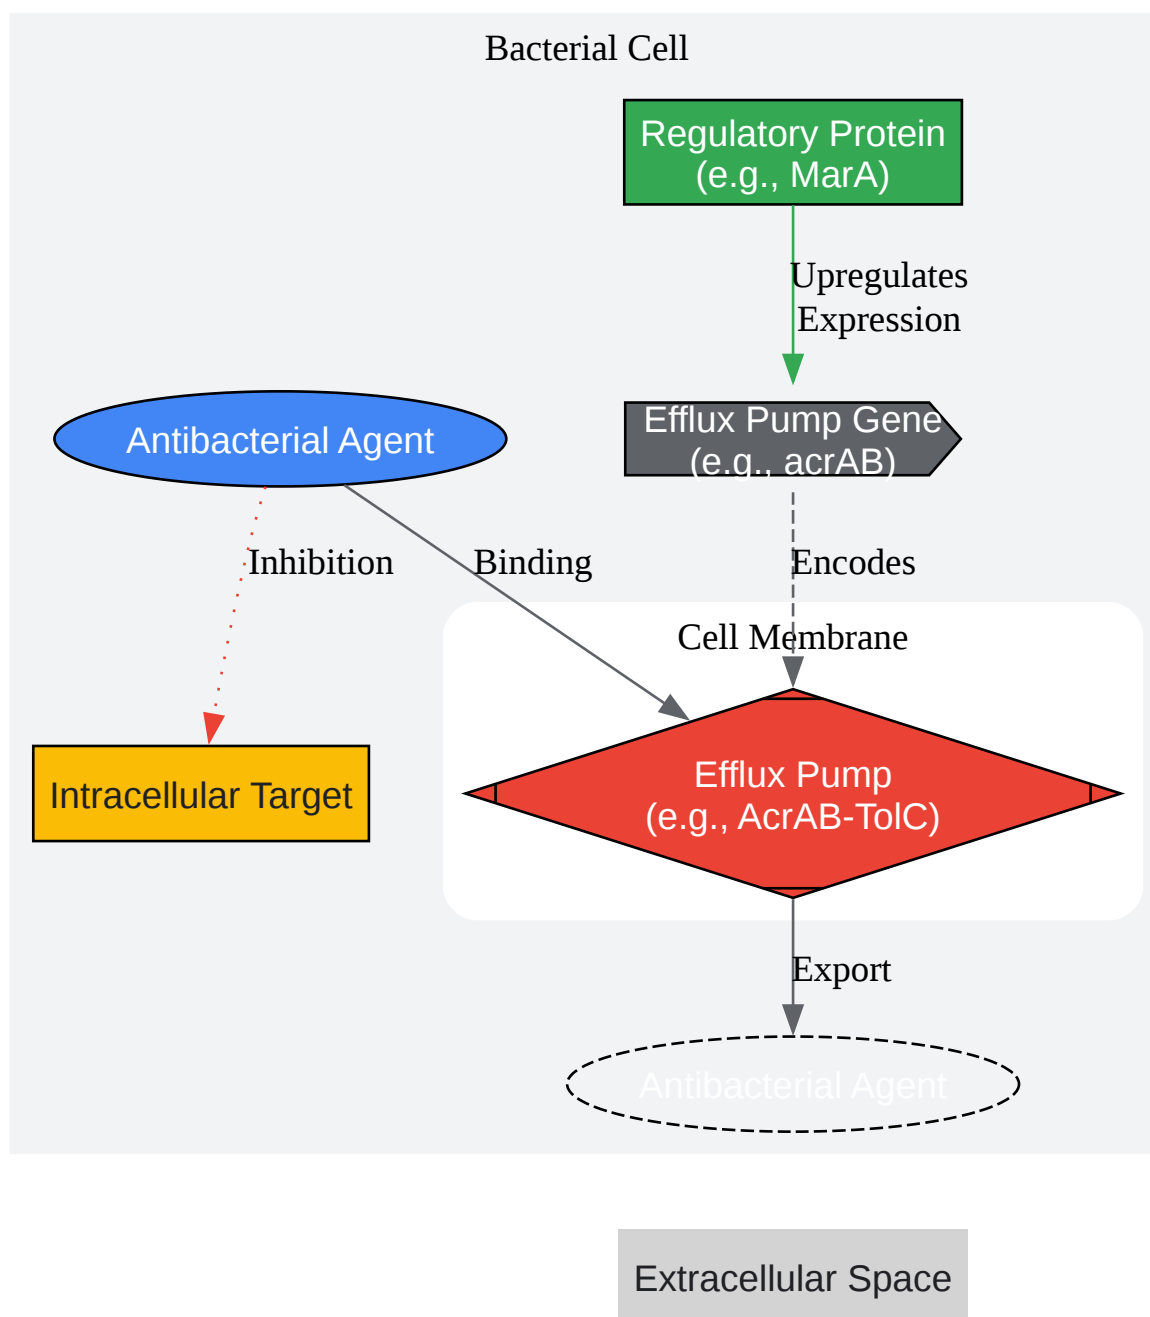 Bacterial Cell
Regulatory Protein
(e.g., MarA)
Upregulates
Expression
Antibacterial Agent
Efflux Pump Gene
(e.g., acrAB)
Inhibition
Binding
Encodes
Cell Membrane
Intracellular Target
Efflux Pump
(e.g., AcrAB-TolC)
Export
Antibacterial Agent
Extracellular Space